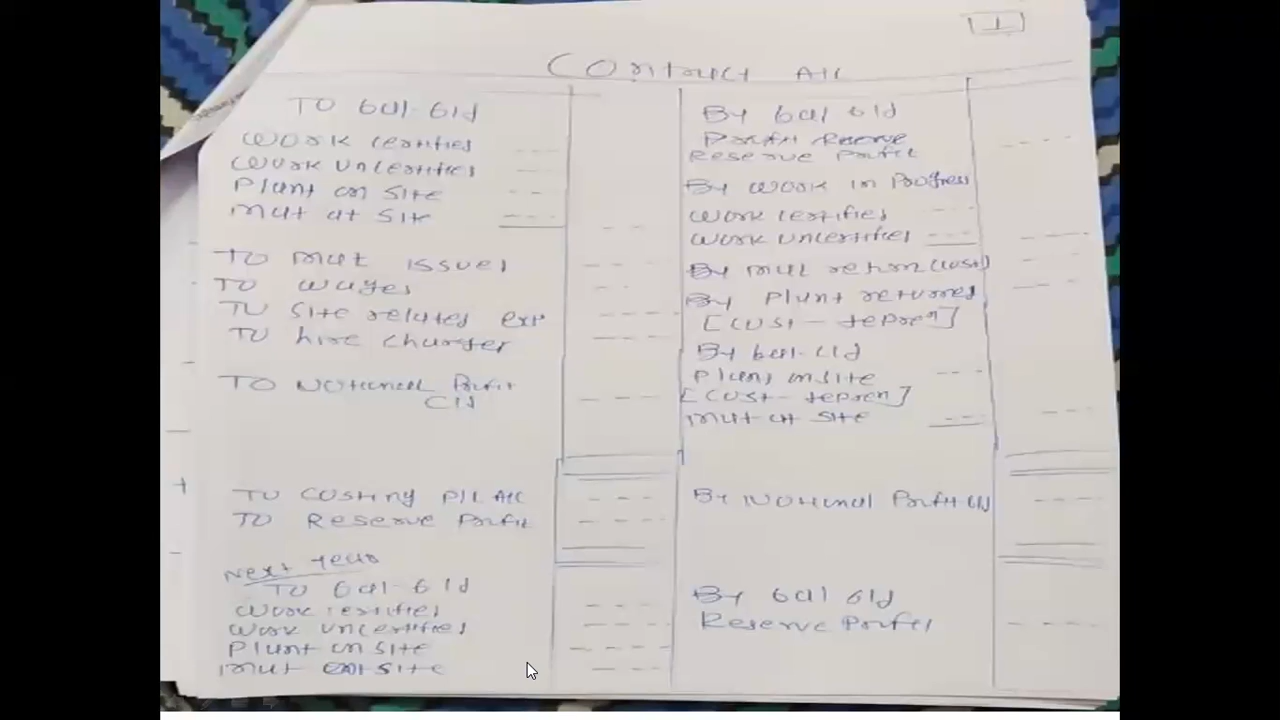 1
Contract A/c
To bal b/d
Work certified
Work uncertified
Plant on site
Mat at site
To mat issued
To wages
To site related exp
To hire charges
To Notional Profit
C/d
To Costing P/L A/c
To Reserve Profit
Next year
To bal b/d
Work certified
Work uncertified
Plant on site
Mat at site
By bal b/d
Profit Reserve
Reserve Profit
By work in Progress
Work certified
Work uncertified
By mat return (cost)
By Plant returned
[Cost - depren]
By bal c/d
Plant on site
[Cost - depren]
Mat at site
By Notional Profit c/d
By bal b/d
Reserve Profit